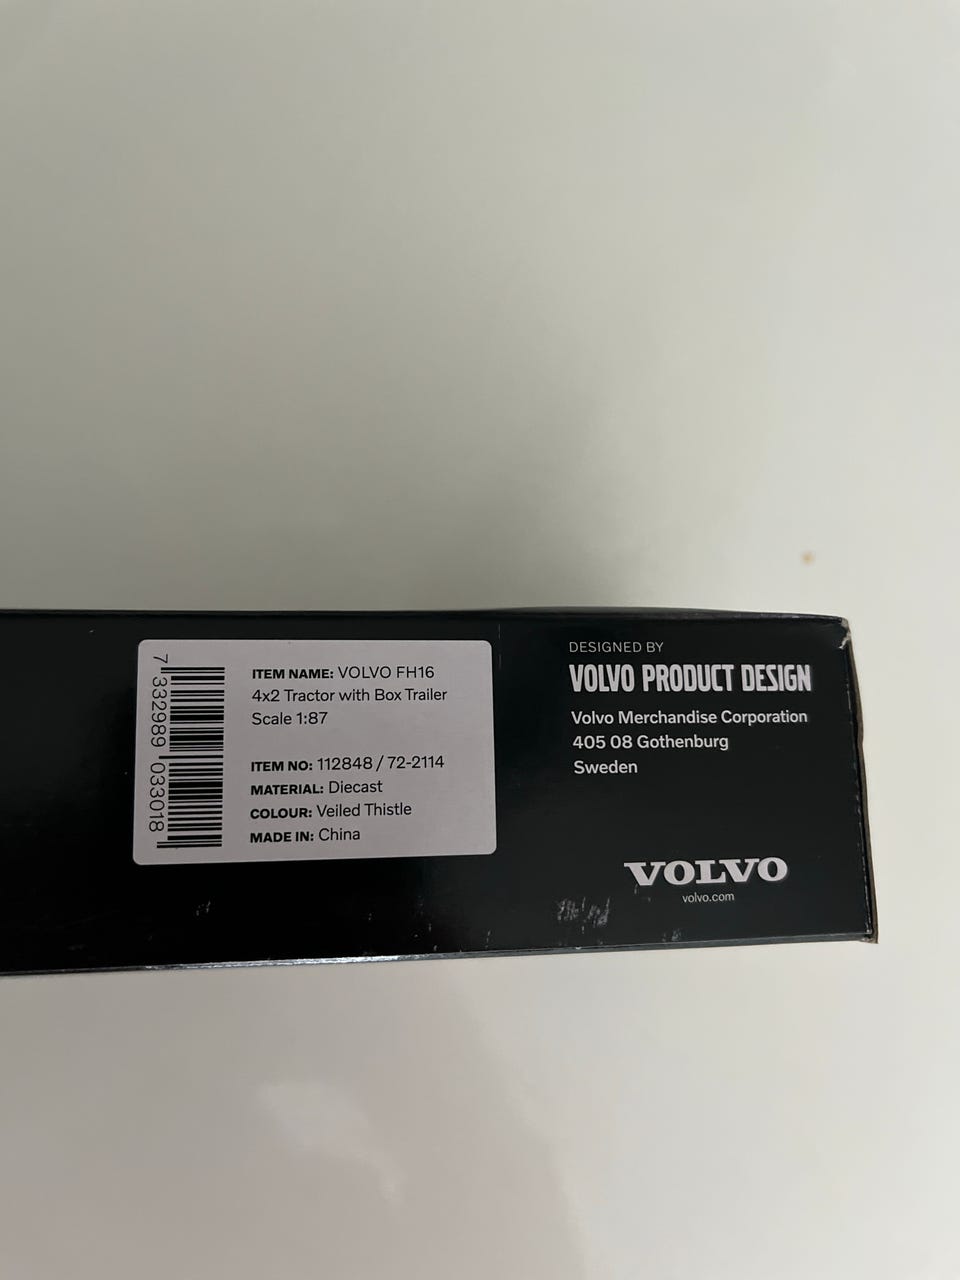 7 332989 033018
ITEM NAME: VOLVO FH16
4x2 Tractor with Box Trailer
Scale 1:87
ITEM NO: 112848 / 72-2114
MATERIAL: Diecast
COLOUR: Veiled Thistle
MADE IN: China
DESIGNED BY
VOLVO PRODUCT DESIGN
Volvo Merchandise Corporation
405 08 Gothenburg
Sweden
VOLVO
volvo.com